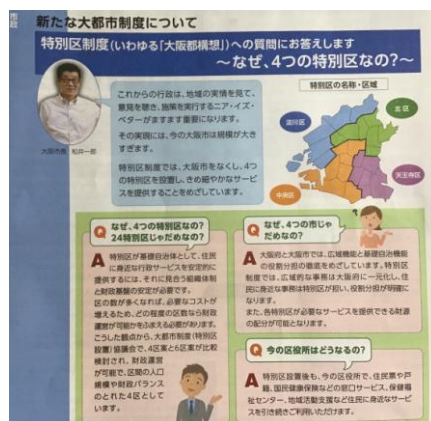 市政
新たな大都市制度について
特別区制度(いわゆる「大阪都構想」)への質問にお答えします
～なぜ、4つの特別区なの?～
これからの行政は、地域の実情を見て、
意見を聴き、施策を実行するニア・イズ・
ベターがますます重要になります。
その実現には、今の大阪市は規模が大き
すぎます。
特別区制度では、大阪市をなくし、4つ
の特別区を設置し、きめ細やかなサービ
スを提供することをめざしています。
大阪市長 松井一郎
特別区の名称・区域
淀川区
北区
中央区
天王寺区
Q なぜ、4つの特別区なの?
24特別区じゃだめなの?
A 特別区が基礎自治体として、住民
に身近な行政サービスを安定的に
提供するには、それに見合う組織体制
と財政基盤の安定が必要です。
区の数が多くなれば、必要なコストが
増えるため、どの程度の区数なら財政
運営が可能かをふまえる必要があります。
こうした観点から、大都市制度(特別区
設置)協議会で、4区案と6区案が比較
検討され、財政運営
が可能で、区間の人口
規模や財政バランス
のとれた4区として
います。
Q なぜ、4つの市じゃ
だめなの?
A 大阪府と大阪市では、広域機能と基礎自治機能
の役割分担の徹底をめざしています。特別区
制度では、広域的な事務は大阪府に一元化し、住
民に身近な事務は特別区が担い、役割分担が明確に
なります。
また、各特別区が必要なサービスを提供できる財源
の配分が可能となります。
Q 今の区役所はどうなるの?
A 特別区設置後も、今の区役所で、住民票や戸
籍、国民健康保険などの窓口サービス、保健福
祉センター、地域活動支援など住民に身近なサービ
スを引き続きご利用いただけます。